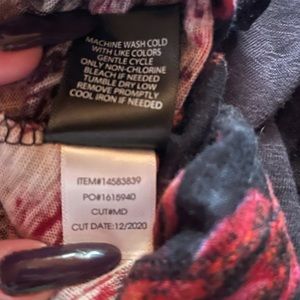 MACHINE WASH COLD
WITH LIKE COLORS
GENTLE CYCLE
ONLY NON-CHLORINE
BLEACH IF NEEDED
TUMBLE DRY LOW
REMOVE PROMPTLY
COOL IRON IF NEEDED
ITEM#14583839
PO#1615940
CUT#MD
CUT DATE:12/2020